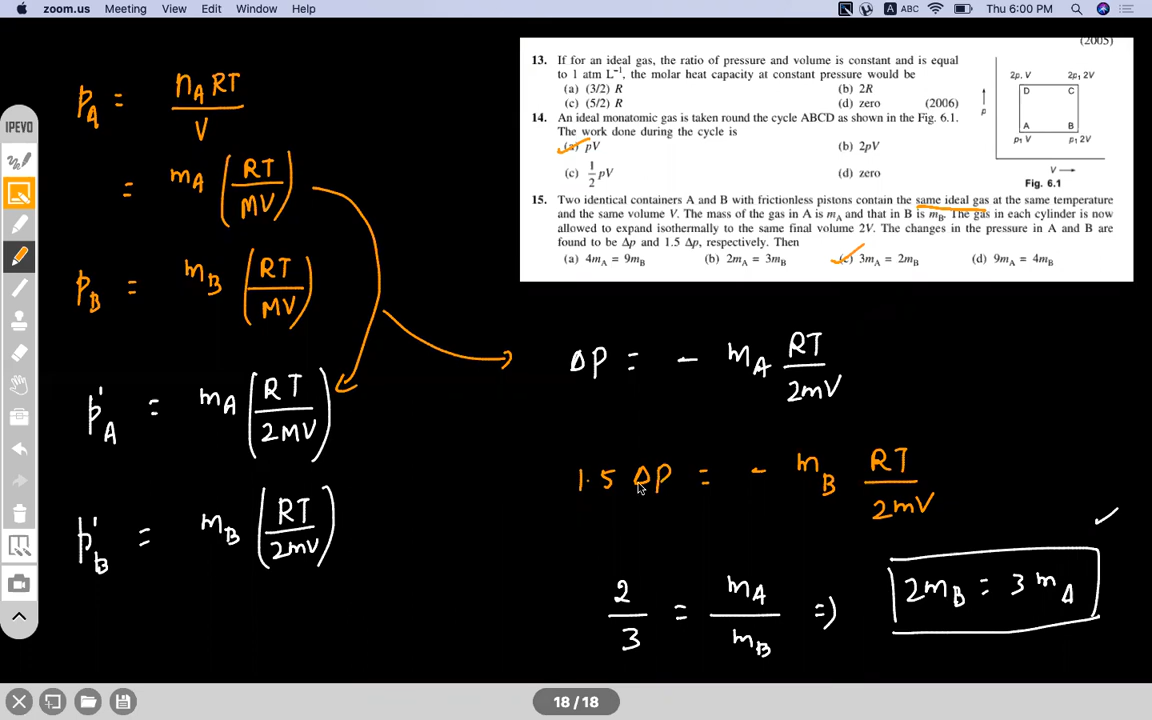 zoom.us Meeting View Edit Window Help A ABC Thu 6:00 PM
IPEVO
(2005)
13. If for an ideal gas, the ratio of pressure and volume is constant and is equal
to 1 atm L⁻¹, the molar heat capacity at constant pressure would be
(a) (3/2) R (b) 2R
(c) (5/2) R (d) zero (2006)
14. An ideal monatomic gas is taken round the cycle ABCD as shown in the Fig. 6.1.
The work done during the cycle is
(a) pV (b) 2pV
(c) 1/2 pV (d) zero
2p, V 2p, 2V
D C
p
A B
p, V p, 2V
V →
Fig. 6.1
15. Two identical containers A and B with frictionless pistons contain the same ideal gas at the same temperature
and the same volume V. The mass of the gas in A is m_A and that in B is m_B. The gas in each cylinder is now
allowed to expand isothermally to the same final volume 2V. The changes in the pressure in A and B are
found to be Δp and 1.5 Δp, respectively. Then
(a) 4m_A = 9m_B (b) 2m_A = 3m_B (c) 3m_A = 2m_B (d) 9m_A = 4m_B
p_A = n_A RT / V
= m_A (RT / MV)
p_B = m_B (RT / MV)
p'_A = m_A (RT / 2MV)
p'_B = m_B (RT / 2MV)
ΔP = - m_A RT / 2MV
1.5 ΔP = - m_B RT / 2MV
2 / 3 = m_A / m_B => 2m_B = 3m_A
18 / 18